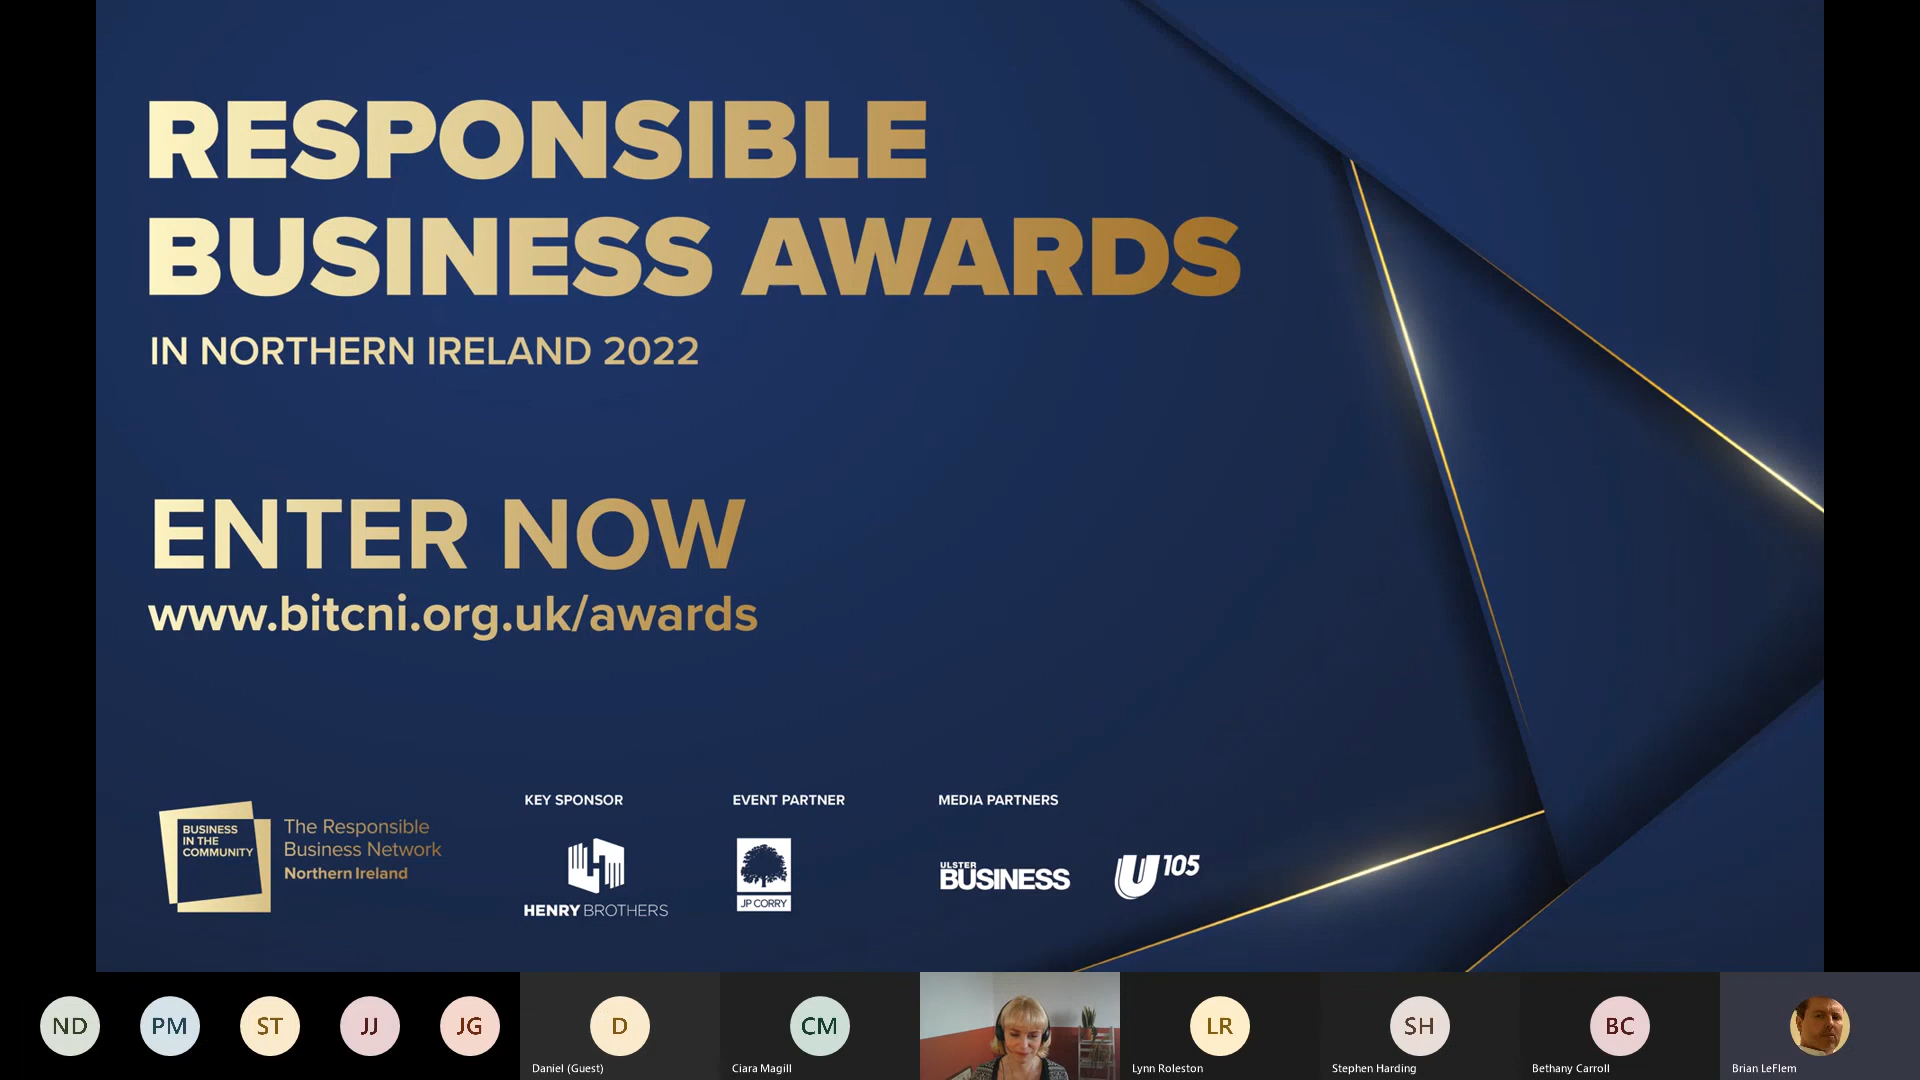 RESPONSIBLE
BUSINESS AWARDS
IN NORTHERN IRELAND 2022
ENTER NOW
www.bitcni.org.uk/awards
BUSINESS
IN THE
COMMUNITY
The Responsible
Business Network
Northern Ireland
KEY SPONSOR
HENRY BROTHERS
EVENT PARTNER
JP CORRY
MEDIA PARTNERS
ULSTER
BUSINESS
U105
ND
PM
ST
JJ
JG
D
Daniel (Guest)
CM
Ciara Magill
LR
Lynn Roleston
SH
Stephen Harding
BC
Bethany Carroll
Brian LeFlem